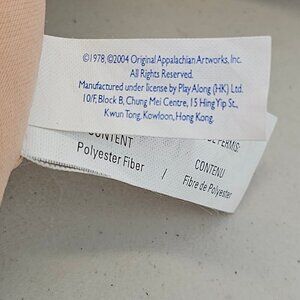 ©1978, ©2004 Original Appalachian Artworks, Inc.
All Rights Reserved.
Manufactured under license by Play Along (HK) Ltd.
10/F, Block B, Chung Mei Centre, 15 Hing Yip St.,
Kwun Tong, Kowloon, Hong Kong.
DE PERMIS:
CONTENT
Polyester Fiber /
CONTENU
Fibre de Polyester